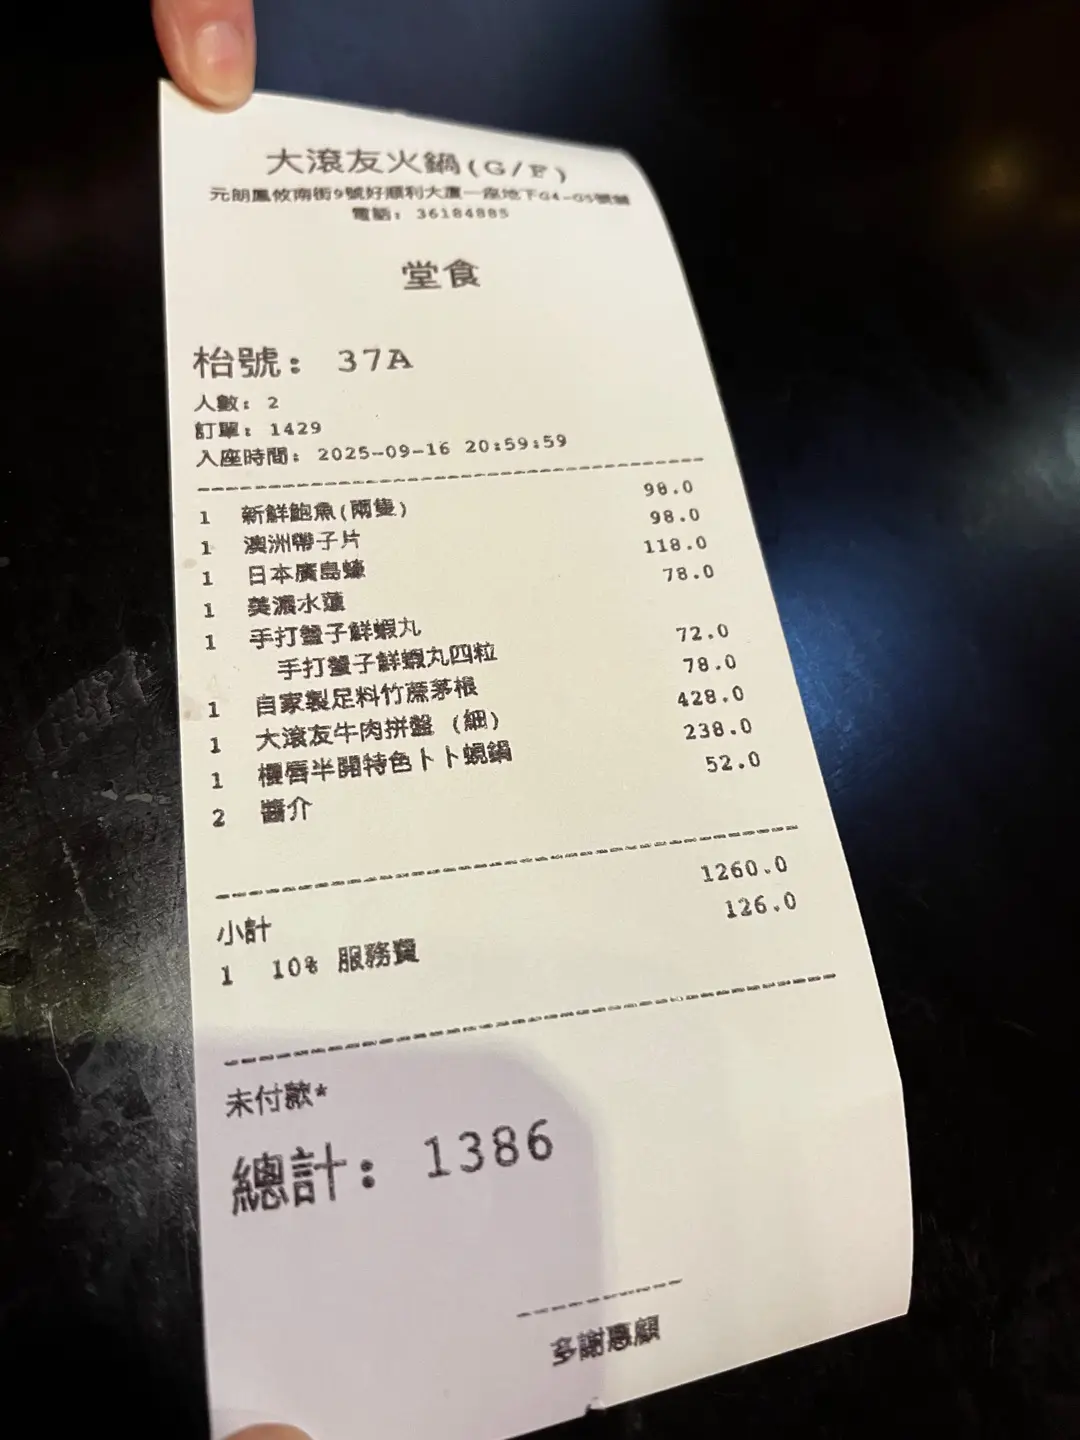 大滾友火鍋(G/F)
元朗鳳攸南街9號好順利大廈一座地下G4-G5號舖
電話: 36184885
堂食
枱號: 37A
人數: 2
訂單: 1429
入座時間: 2025-09-16 20:59:59
1 新鮮鮑魚(兩隻) 98.0
1 澳洲帶子片 98.0
1 日本廣島蠔 118.0
1 美濃水蓮 78.0
1 手打蟹子鮮蝦丸
手打蟹子鮮蝦丸四粒 72.0
1 自家製足料竹蔗茅根 78.0
1 大滾友牛肉拼盤 (細) 428.0
1 櫻唇半開特色卜卜蜆鍋 238.0
2 醬介 52.0
小計 1260.0
1 10% 服務費 126.0
未付款*
總計: 1386
多謝惠顧